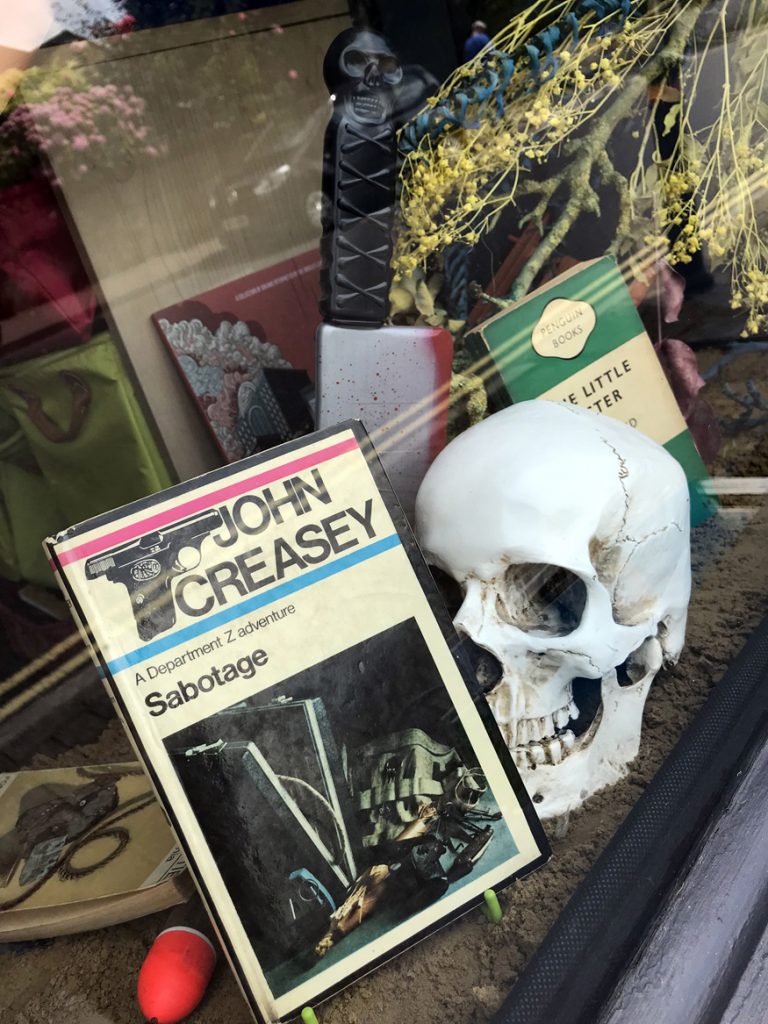 JOHN
CREASEY
A Department Z adventure
Sabotage
PENGUIN
BOOKS
LITTLE